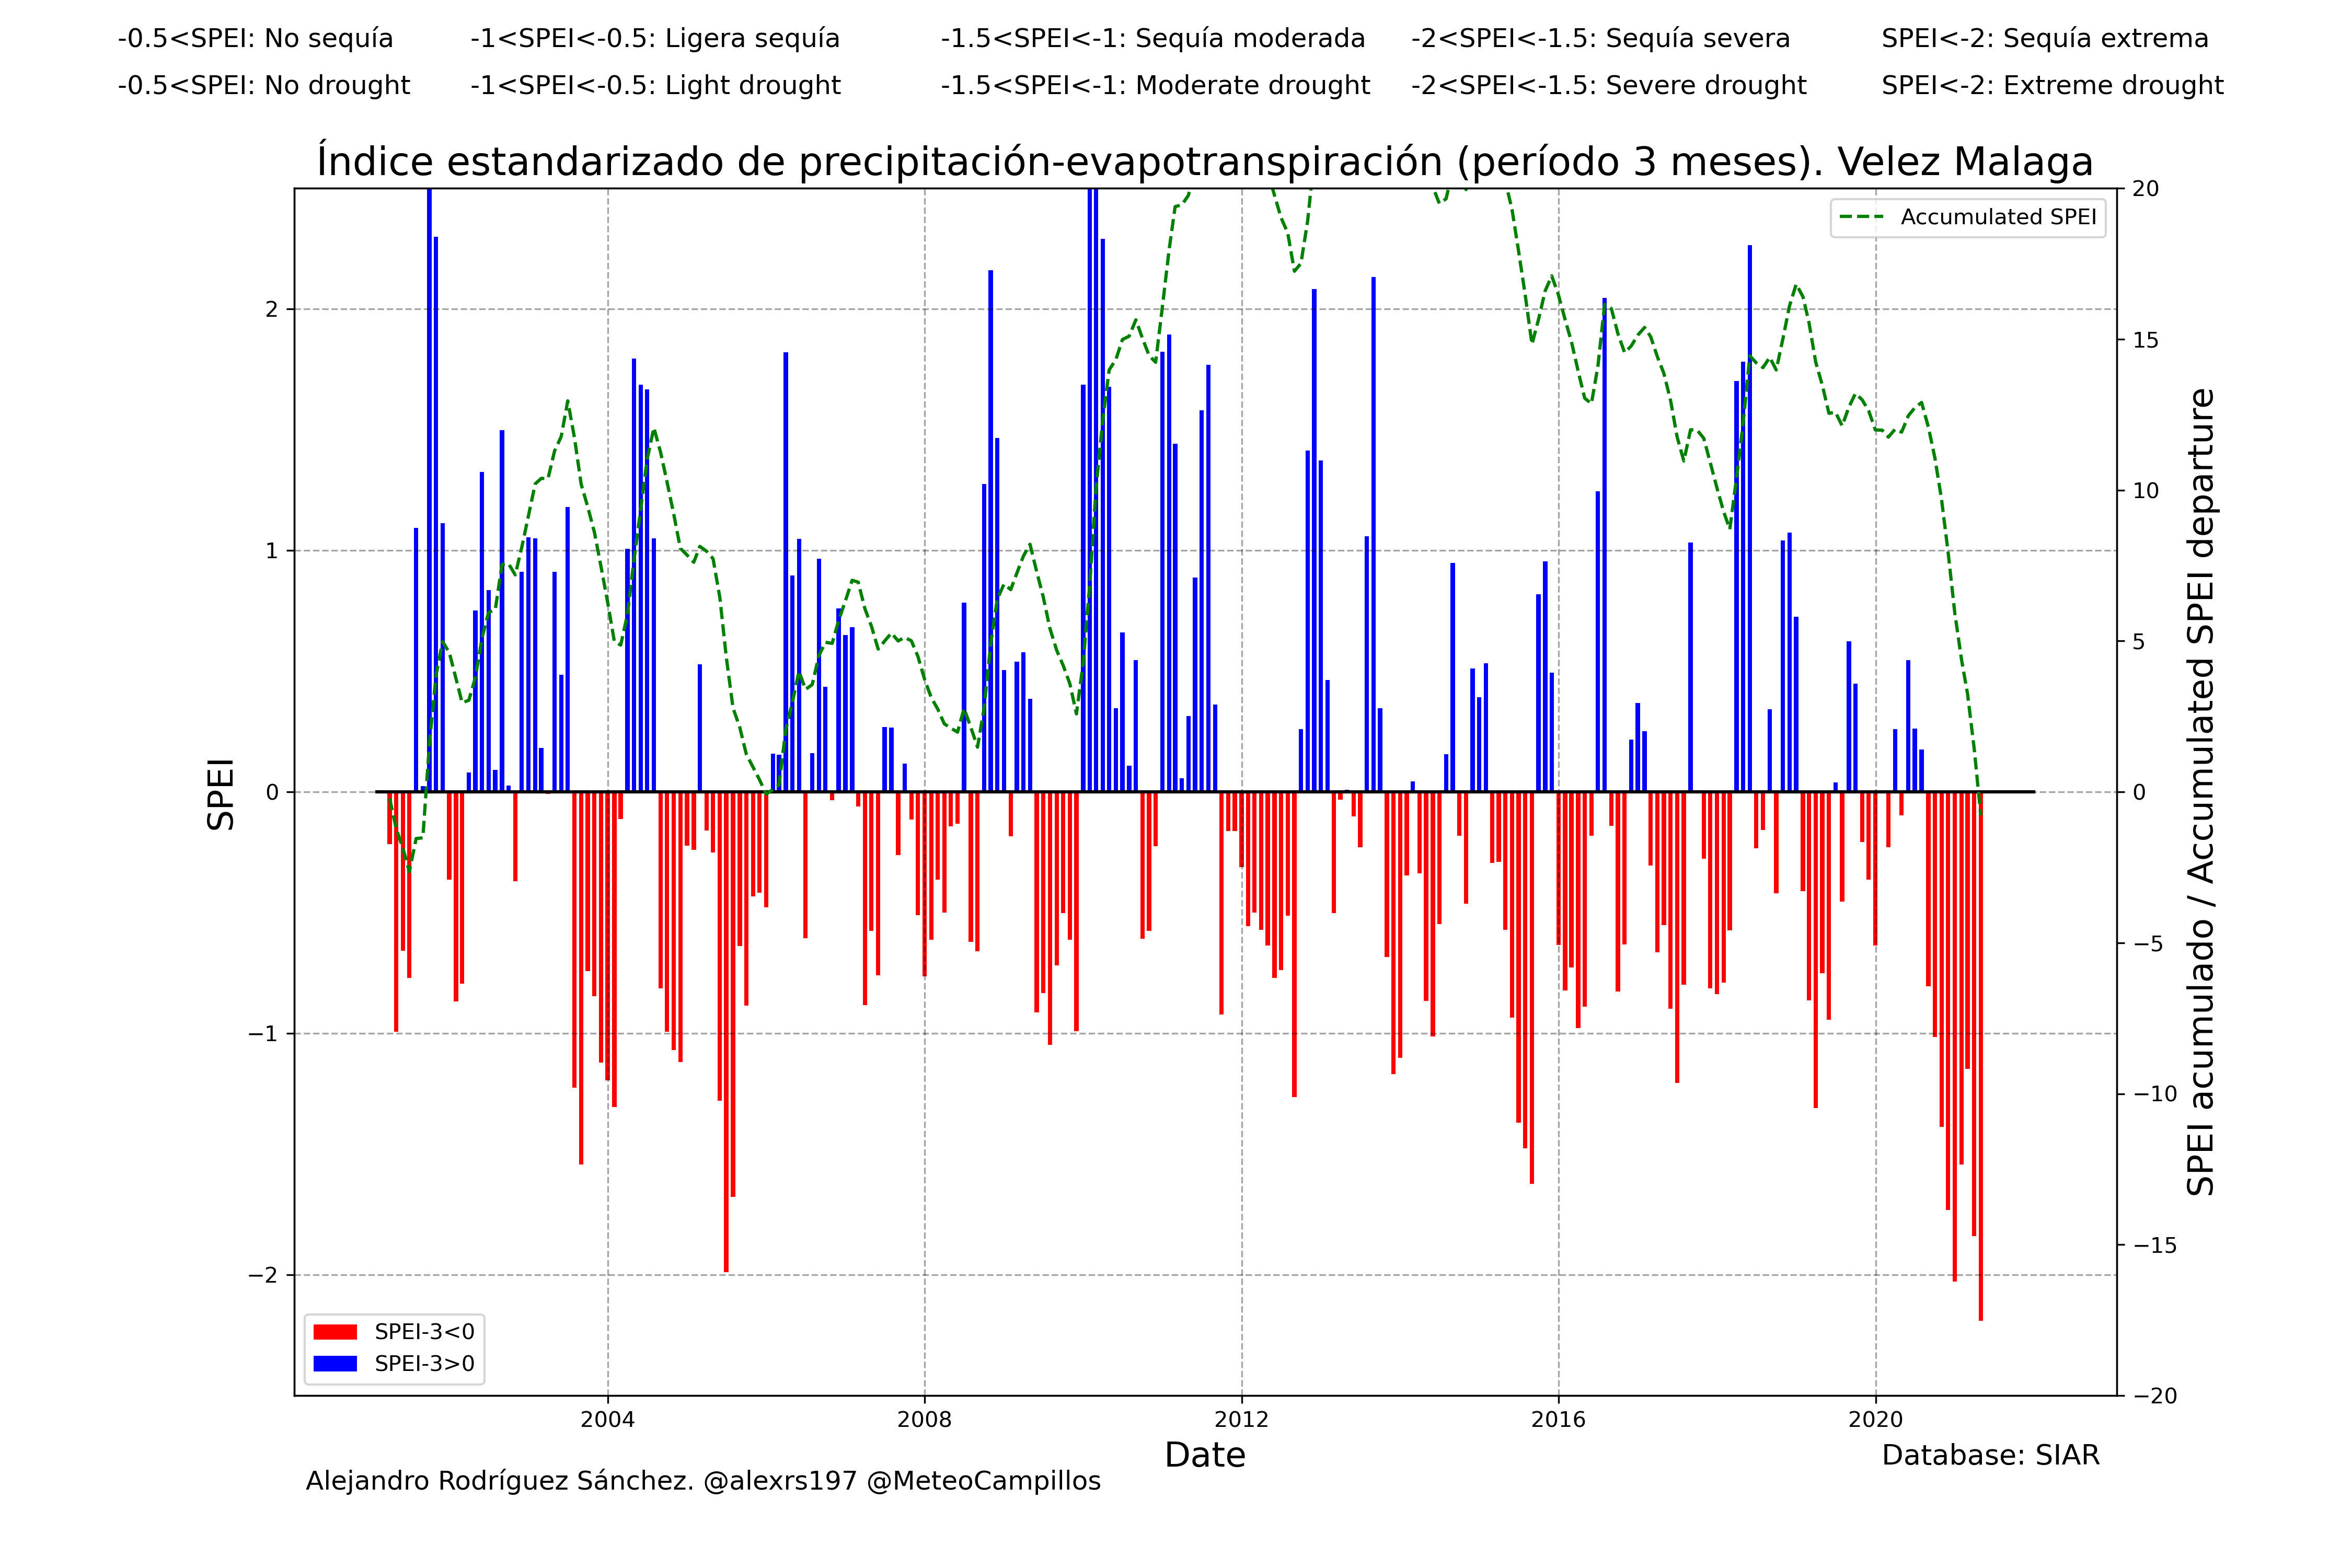 -0.5<SPEI: No sequía -1<SPEI<-0.5: Ligera sequía -1.5<SPEI<-1: Sequía moderada -2<SPEI<-1.5: Sequía severa SPEI<-2: Sequía extrema
-0.5<SPEI: No drought -1<SPEI<-0.5: Light drought -1.5<SPEI<-1: Moderate drought -2<SPEI<-1.5: Severe drought SPEI<-2: Extreme drought
Índice estandarizado de precipitación-evapotranspiración (período 3 meses). Velez Malaga
Accumulated SPEI
SPEI
2
1
0
−1
−2
20
15
10
5
0
−5
−10
−15
−20
SPEI acumulado / Accumulated SPEI departure
SPEI-3<0
SPEI-3>0
2004 2008 2012 2016 2020
Date
Database: SIAR
Alejandro Rodríguez Sánchez. @alexrs197 @MeteoCampillos